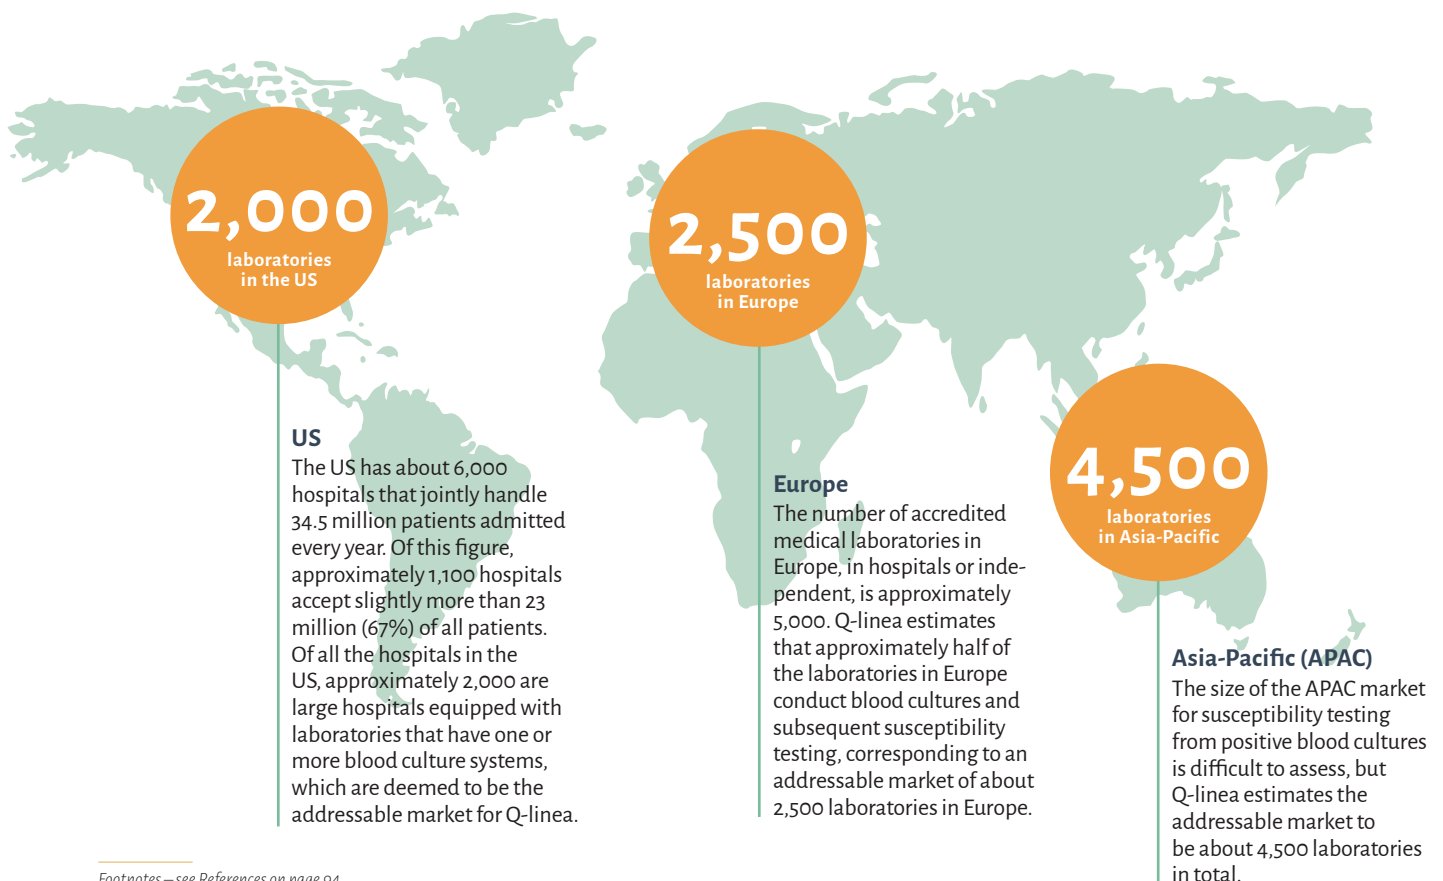 2,000
laboratories
in the US
2,500
laboratories
in Europe
4,500
laboratories
in Asia-Pacific
US
The US has about 6,000
hospitals that jointly handle
34.5 million patients admitted
every year. Of this figure,
approximately 1,100 hospitals
accept slightly more than 23
million (67%) of all patients.
Of all the hospitals in the
US, approximately 2,000 are
large hospitals equipped with
laboratories that have one or
more blood culture systems,
which are deemed to be the
addressable market for Q-linea.
Europe
The number of accredited
medical laboratories in
Europe, in hospitals or inde-
pendent, is approximately
5,000. Q-linea estimates
that approximately half of
the laboratories in Europe
conduct blood cultures and
subsequent susceptibility
testing, corresponding to an
addressable market of about
2,500 laboratories in Europe.
Asia-Pacific (APAC)
The size of the APAC market
for susceptibility testing
from positive blood cultures
is difficult to assess, but
Q-linea estimates the
addressable market to
be about 4,500 laboratories
in total.
Footnotes – see References on page 94